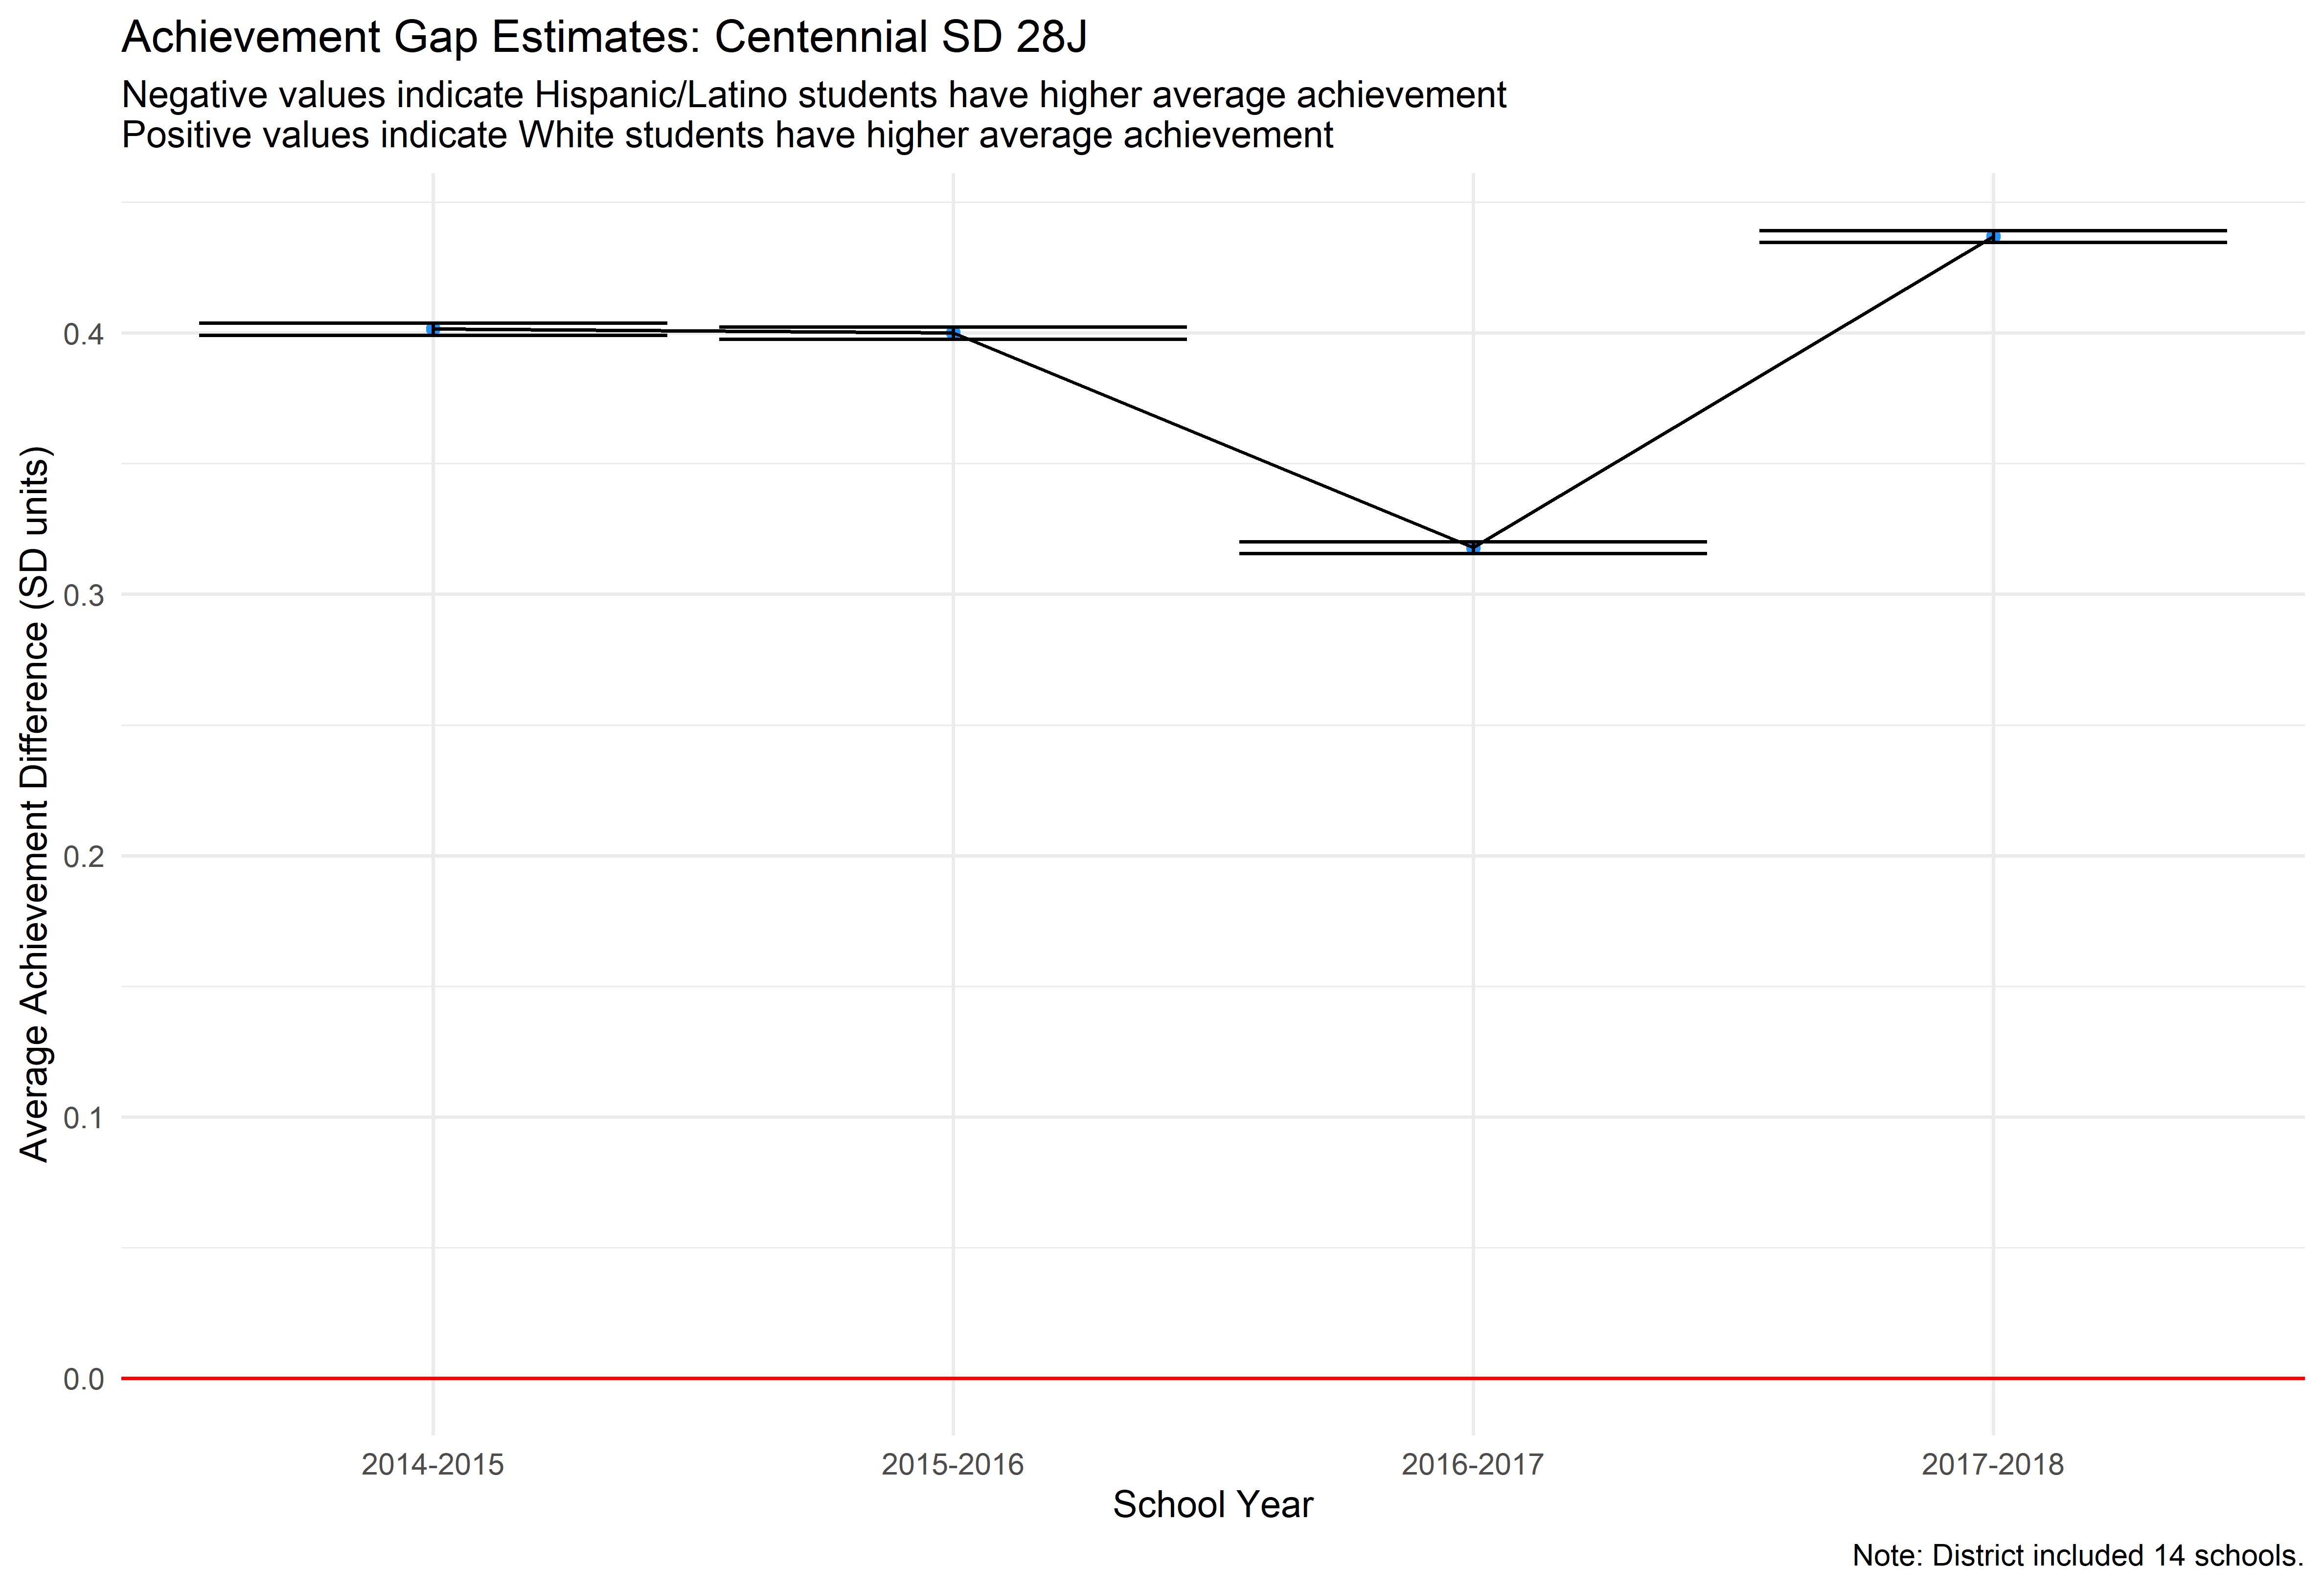 Achievement Gap Estimates: Centennial SD 28J
Negative values indicate Hispanic/Latino students have higher average achievement
Positive values indicate White students have higher average achievement
Average Achievement Difference (SD units)
0.4
0.3
0.2
0.1
0.0
2014-2015
2015-2016
2016-2017
2017-2018
School Year
Note: District included 14 schools.